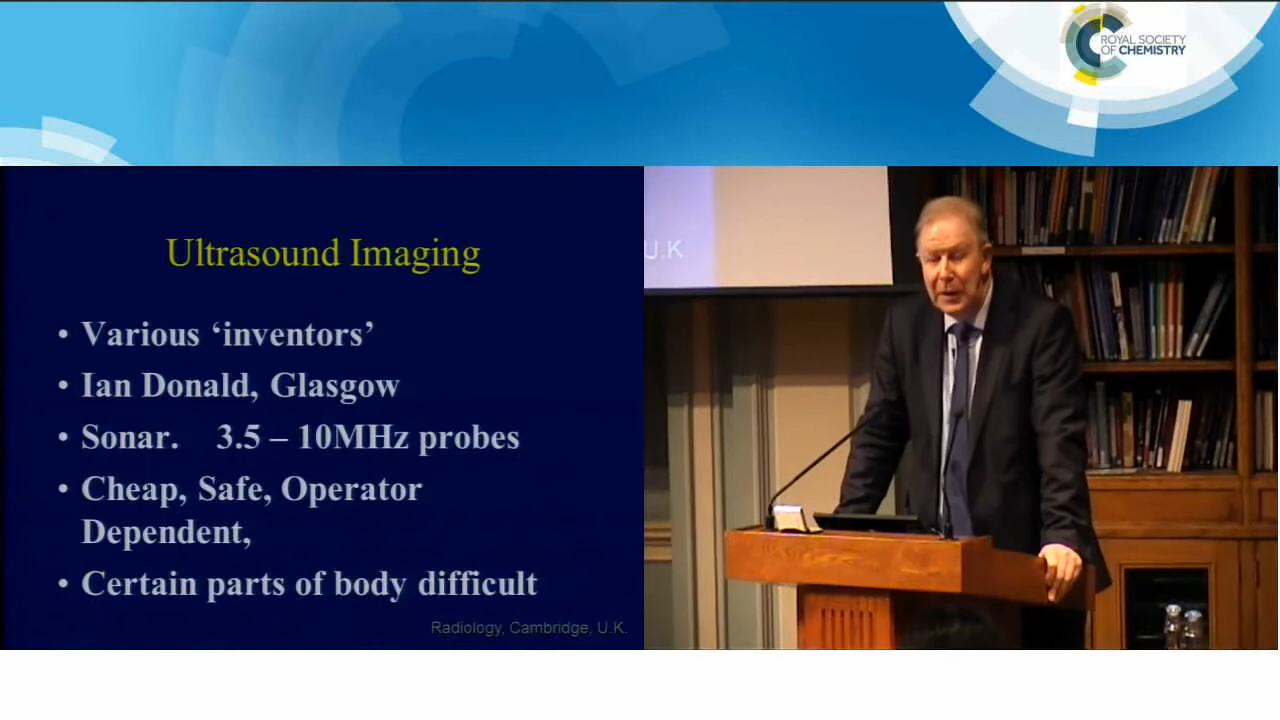 ROYAL SOCIETY
OF CHEMISTRY
Ultrasound Imaging
• Various ‘inventors’
• Ian Donald, Glasgow
• Sonar. 3.5 – 10MHz probes
• Cheap, Safe, Operator
Dependent,
• Certain parts of body difficult
Radiology, Cambridge, U.K.
U.K